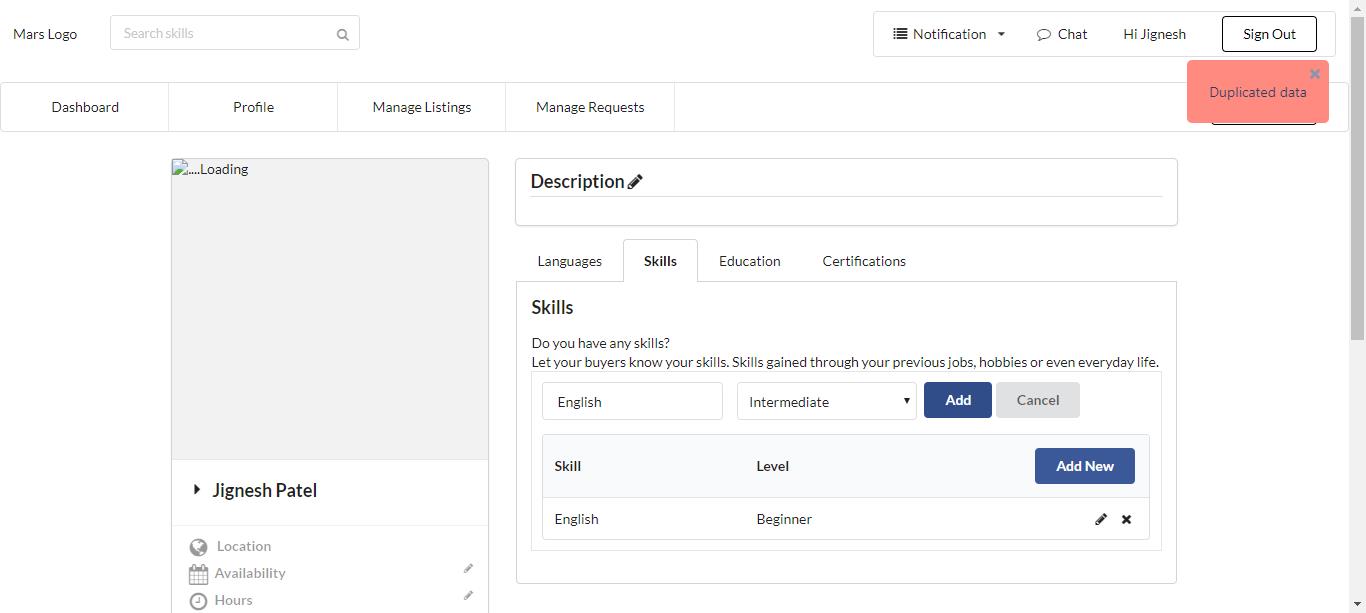 Mars Logo
Search skills
Notification
Chat
Hi Jignesh
Sign Out
Duplicated data
Dashboard
Profile
Manage Listings
Manage Requests
....Loading
Description
Languages
Skills
Education
Certifications
Skills
Do you have any skills?
Let your buyers know your skills. Skills gained through your previous jobs, hobbies or even everyday life.
English
Intermediate
Add
Cancel
Skill
Level
Add New
English
Beginner
Jignesh Patel
Location
Availability
Hours